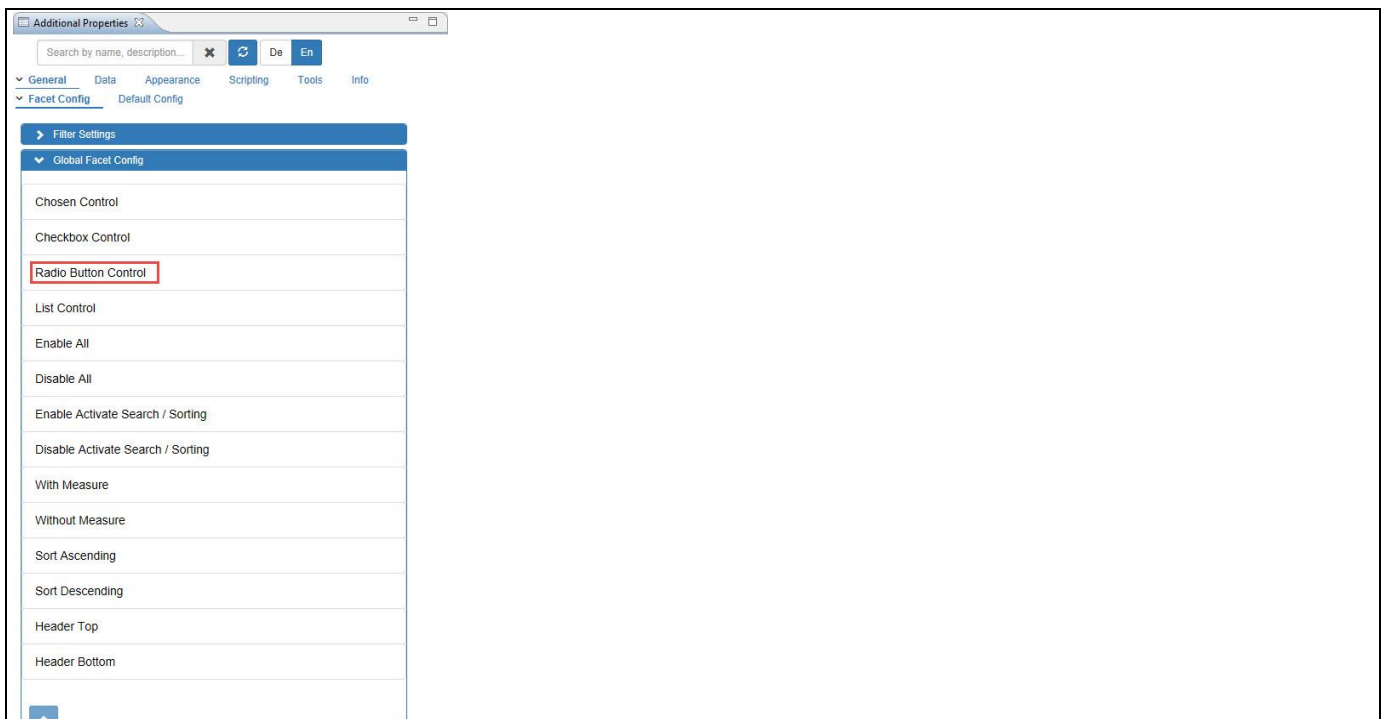 Additional Properties
Search by name, description... De En
General Data Appearance Scripting Tools Info
Facet Config Default Config
Filter Settings
Global Facet Config
Chosen Control
Checkbox Control
Radio Button Control
List Control
Enable All
Disable All
Enable Activate Search / Sorting
Disable Activate Search / Sorting
With Measure
Without Measure
Sort Ascending
Sort Descending
Header Top
Header Bottom